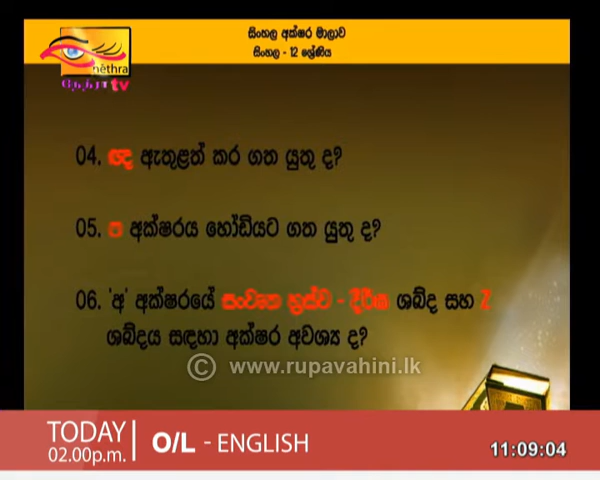 සිංහල අක්ෂර මාලාව
සිංහල - 12 ශ්‍රේණිය
nethra
நேத்ரா tv
04. ඥ ඇතුළත් කර ගත යුතු ද?
05. ෆ අක්ෂරය හෝඩියට ගත යුතු ද?
06. 'අ' අක්ෂරයේ සංවෘත හ්‍රස්ව - දීර්ඝ ශබ්ද සහ Z
ශබ්දය සඳහා අක්ෂර අවශ්‍ය ද?
© www.rupavahini.lk
TODAY
02.00p.m.
O/L - ENGLISH
11:09:04